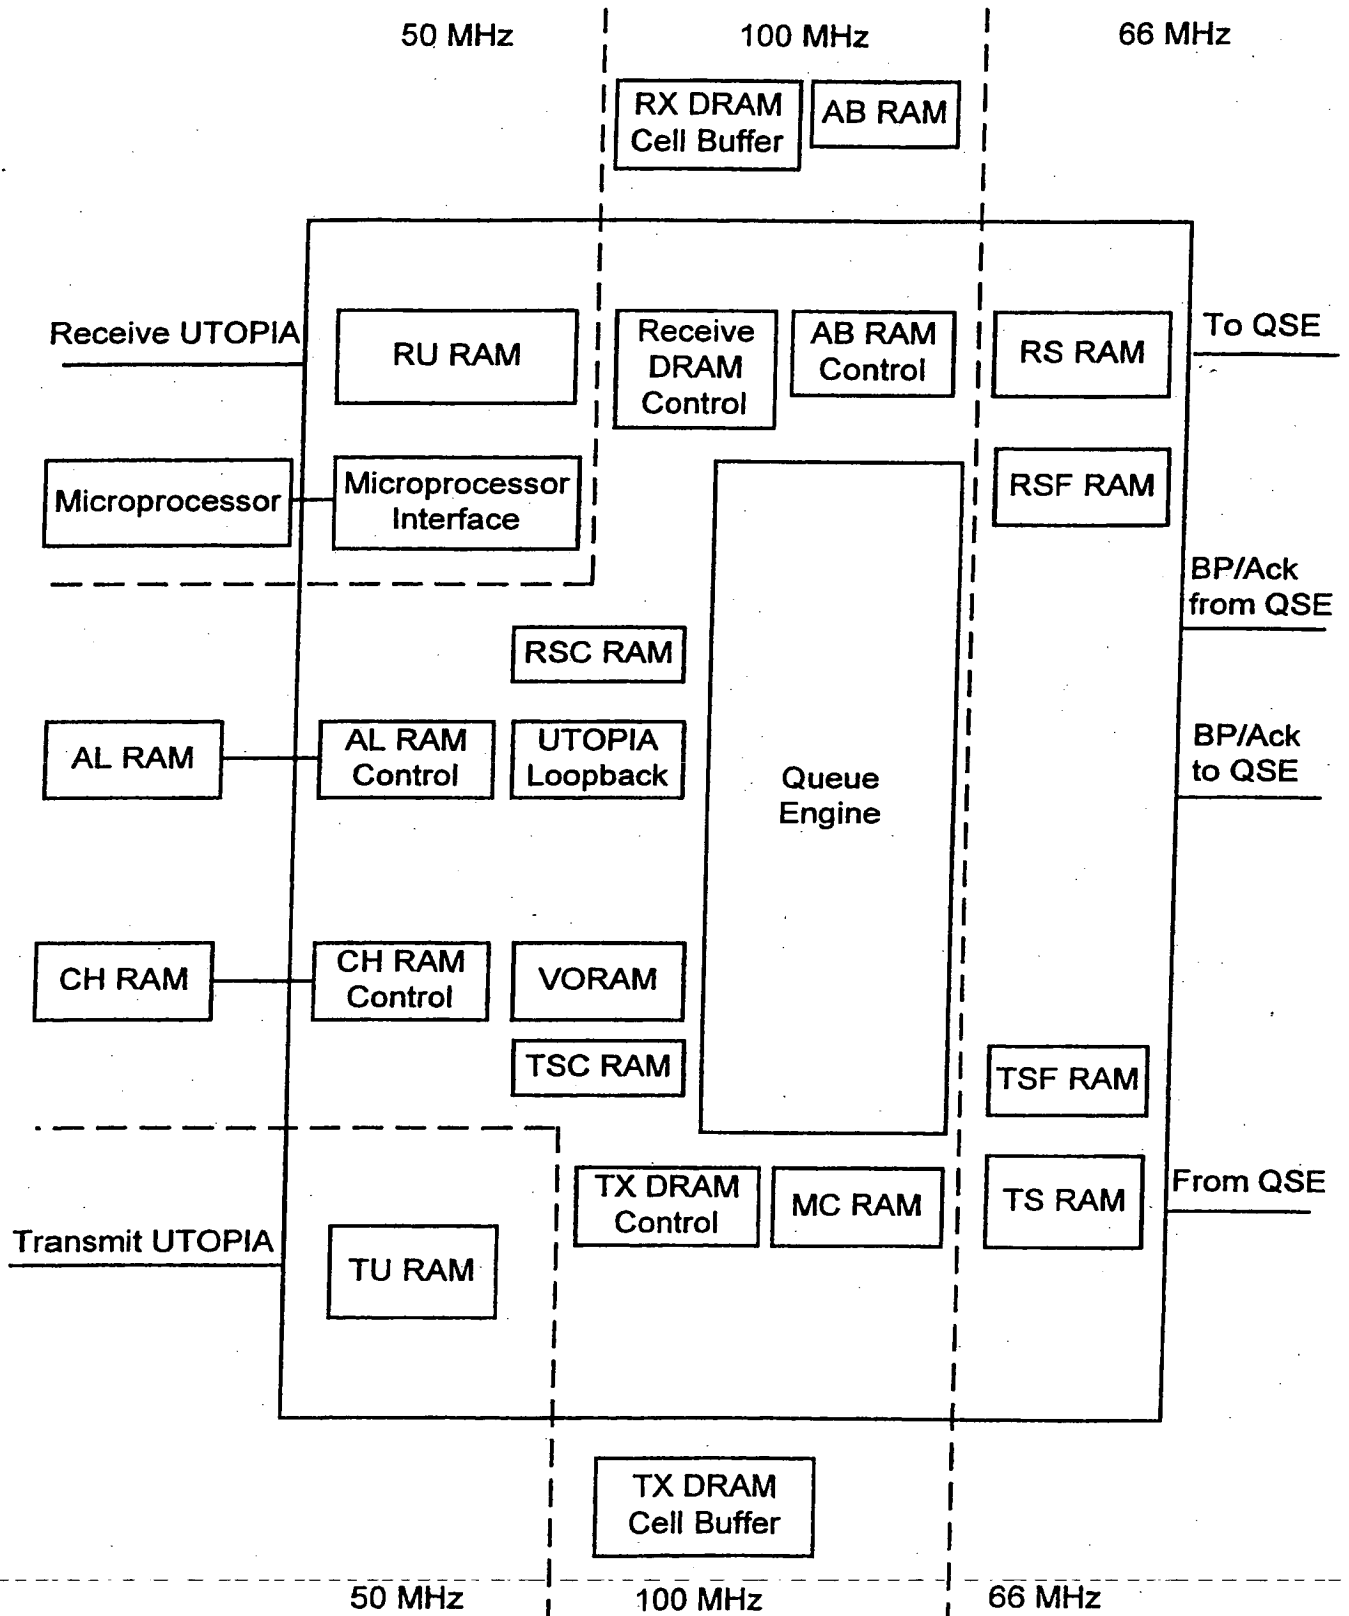 50 MHz
100 MHz
66 MHz
RX DRAM
Cell Buffer
AB RAM
Receive UTOPIA
RU RAM
Receive
DRAM
Control
AB RAM
Control
RS RAM
To QSE
Microprocessor
Microprocessor
Interface
RSF RAM
BP/Ack
from QSE
RSC RAM
AL RAM
AL RAM
Control
UTOPIA
Loopback
Queue
Engine
BP/Ack
to QSE
CH RAM
CH RAM
Control
VORAM
TSC RAM
TSF RAM
Transmit UTOPIA
TU RAM
TX DRAM
Control
MC RAM
TS RAM
From QSE
TX DRAM
Cell Buffer
50 MHz
100 MHz
66 MHz